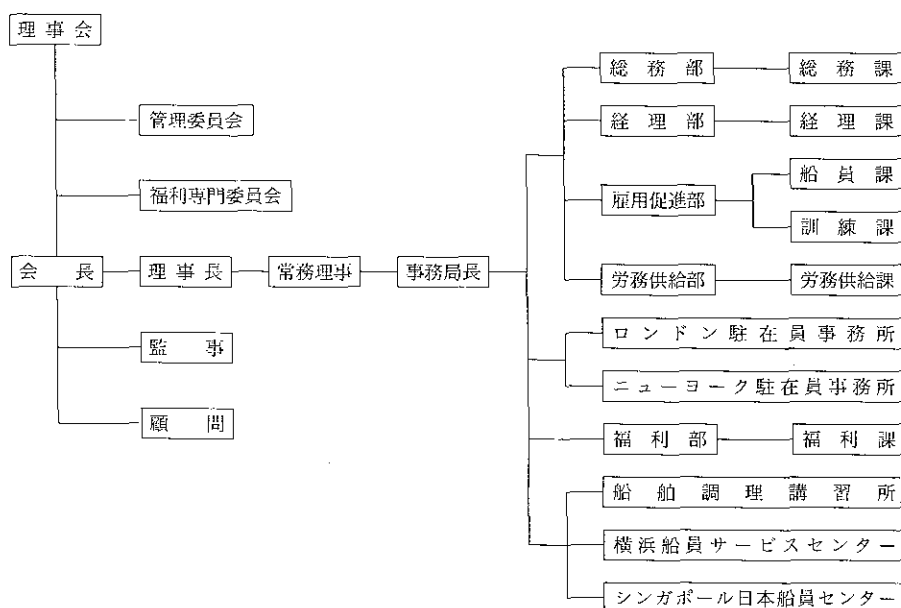 理事会
管理委員会
福利専門委員会
会長
理事長
常務理事
事務局長
監事
顧問
総務部
総務課
経理部
経理課
雇用促進部
船員課
訓練課
労務供給部
労務供給課
ロンドン駐在員事務所
ニューヨーク駐在員事務所
福利部
福利課
船舶調理講習所
横浜船員サービスセンター
シンガポール日本船員センター